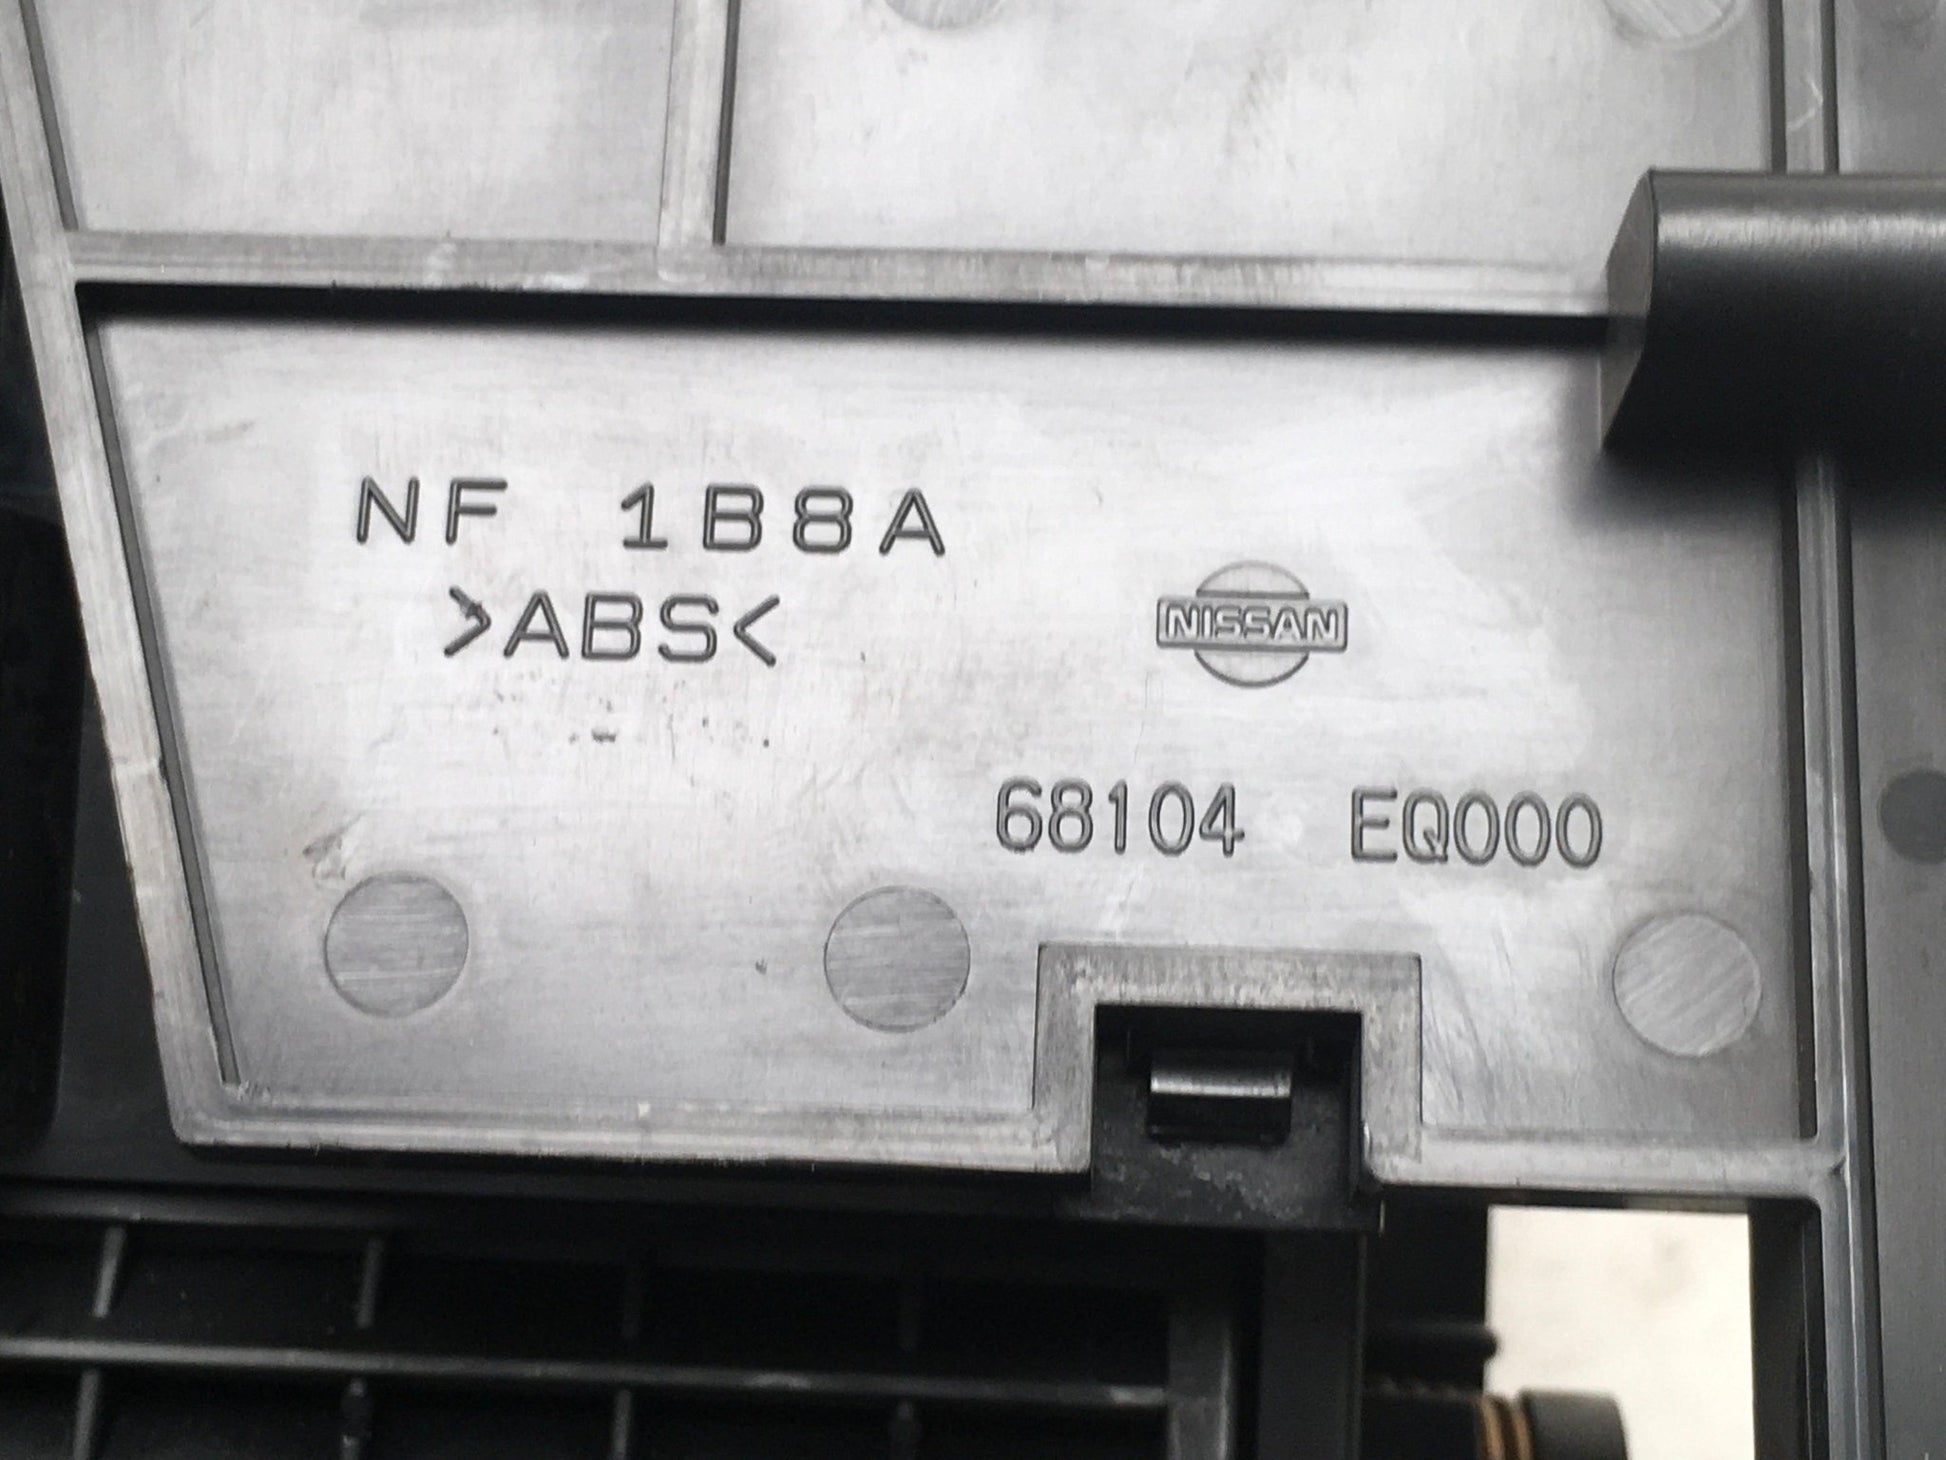 NF 1B8A
>ABS<
NISSAN
68104 EQ000